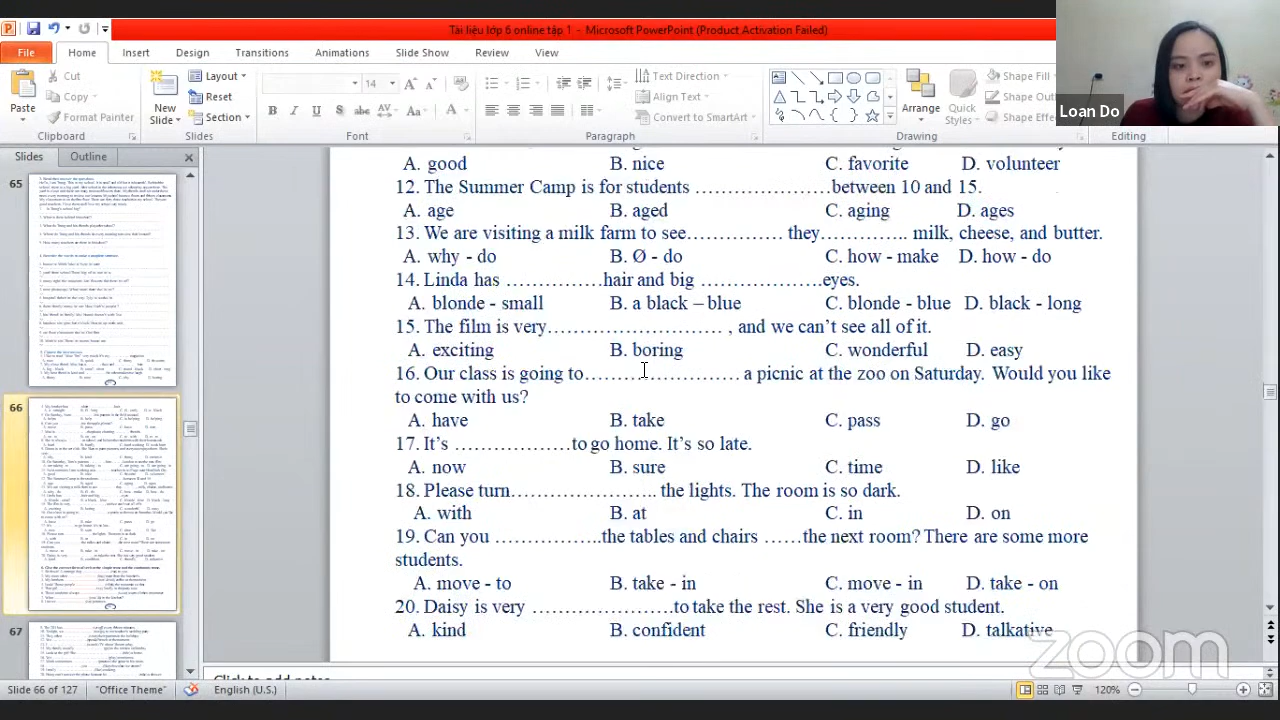 Tài liệu lớp 6 online tập 1 - Microsoft PowerPoint (Product Activation Failed)
File Home Insert Design Transitions Animations Slide Show Review View
Loan Do
Paste Cut Copy Format Painter
New Slide Layout Reset Section
14
Text Direction Align Text Convert to SmartArt
Arrange Quick Styles Shape Fill Shape Effe
Clipboard Slides Font Paragraph Drawing Editing
Slides Outline
65
66
67
A. good B. nice C. favorite D. volunteer
12. The Summer Camp is for students ………………… between 10 and 15.
A. age B. aged C. aging D. ages
13. We are visiting a milk farm to see………… they…………milk, cheese, and butter.
A. why - do B. Ø - do C. how - make D. how - do
14. Linda has …………hair and big ………………eyes.
A. blonde - small B. a black – blue C. blonde - blue D. black - long
15. The film is very………………… , and we can’t see all of it.
A. exciting B. boring C. wonderful D. easy
16. Our class is going to……………… a picnic at the zoo on Saturday. Would you like
to come with us?
A. have B. take C. pass D. go
17. It’s …………… to go home. It’s so late.
A. now B. sure C. time D. like
18. Please turn ……………… the lights. The room is dark.
A. with B. at C. in D. on
19. Can you …………the tables and chairs …… the next room? There are some more
students.
A. move - to B. take - in C. move - in D. take - on
20. Daisy is very ………………to take the test. She is a very good student.
A. kind B. confident C. friendly D. talkative
zoom
Click to add notes
Slide 66 of 127 "Office Theme" English (U.S.) 120%